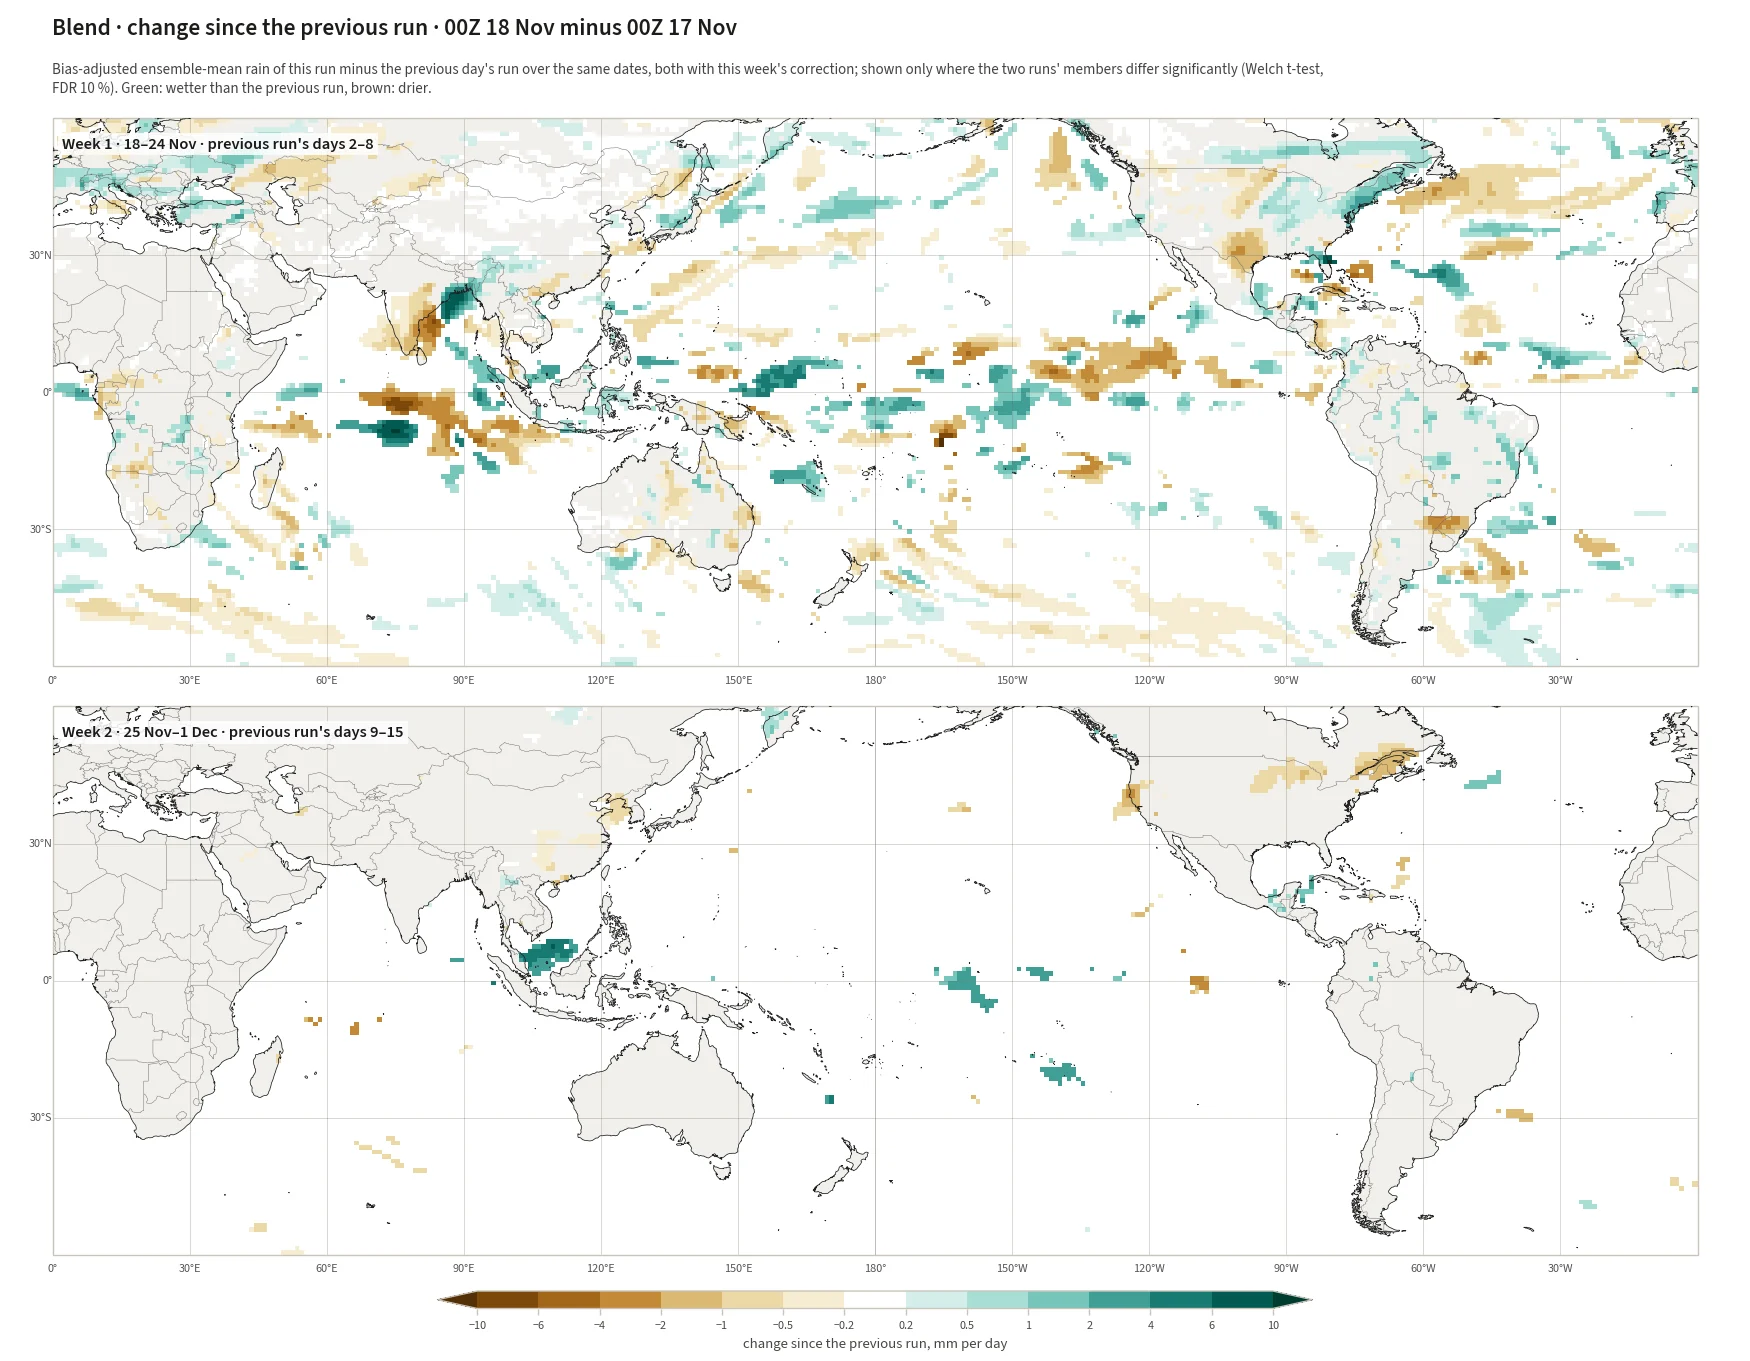 Blend · change since the previous run · 00Z 18 Nov minus 00Z 17 Nov
Bias-adjusted ensemble-mean rain of this run minus the previous day's run over the same dates, both with this week's correction; shown only where the two runs' members differ significantly (Welch t-test,
FDR 10 %). Green: wetter than the previous run, brown: drier.
Week 1 · 18–24 Nov · previous run's days 2–8
30°N
0°
30°S
0° 30°E 60°E 90°E 120°E 150°E 180° 150°W 120°W 90°W 60°W 30°W
Week 2 · 25 Nov–1 Dec · previous run's days 9–15
30°N
0°
30°S
0° 30°E 60°E 90°E 120°E 150°E 180° 150°W 120°W 90°W 60°W 30°W
−10 −6 −4 −2 −1 −0.5 −0.2 0.2 0.5 1 2 4 6 10
change since the previous run, mm per day